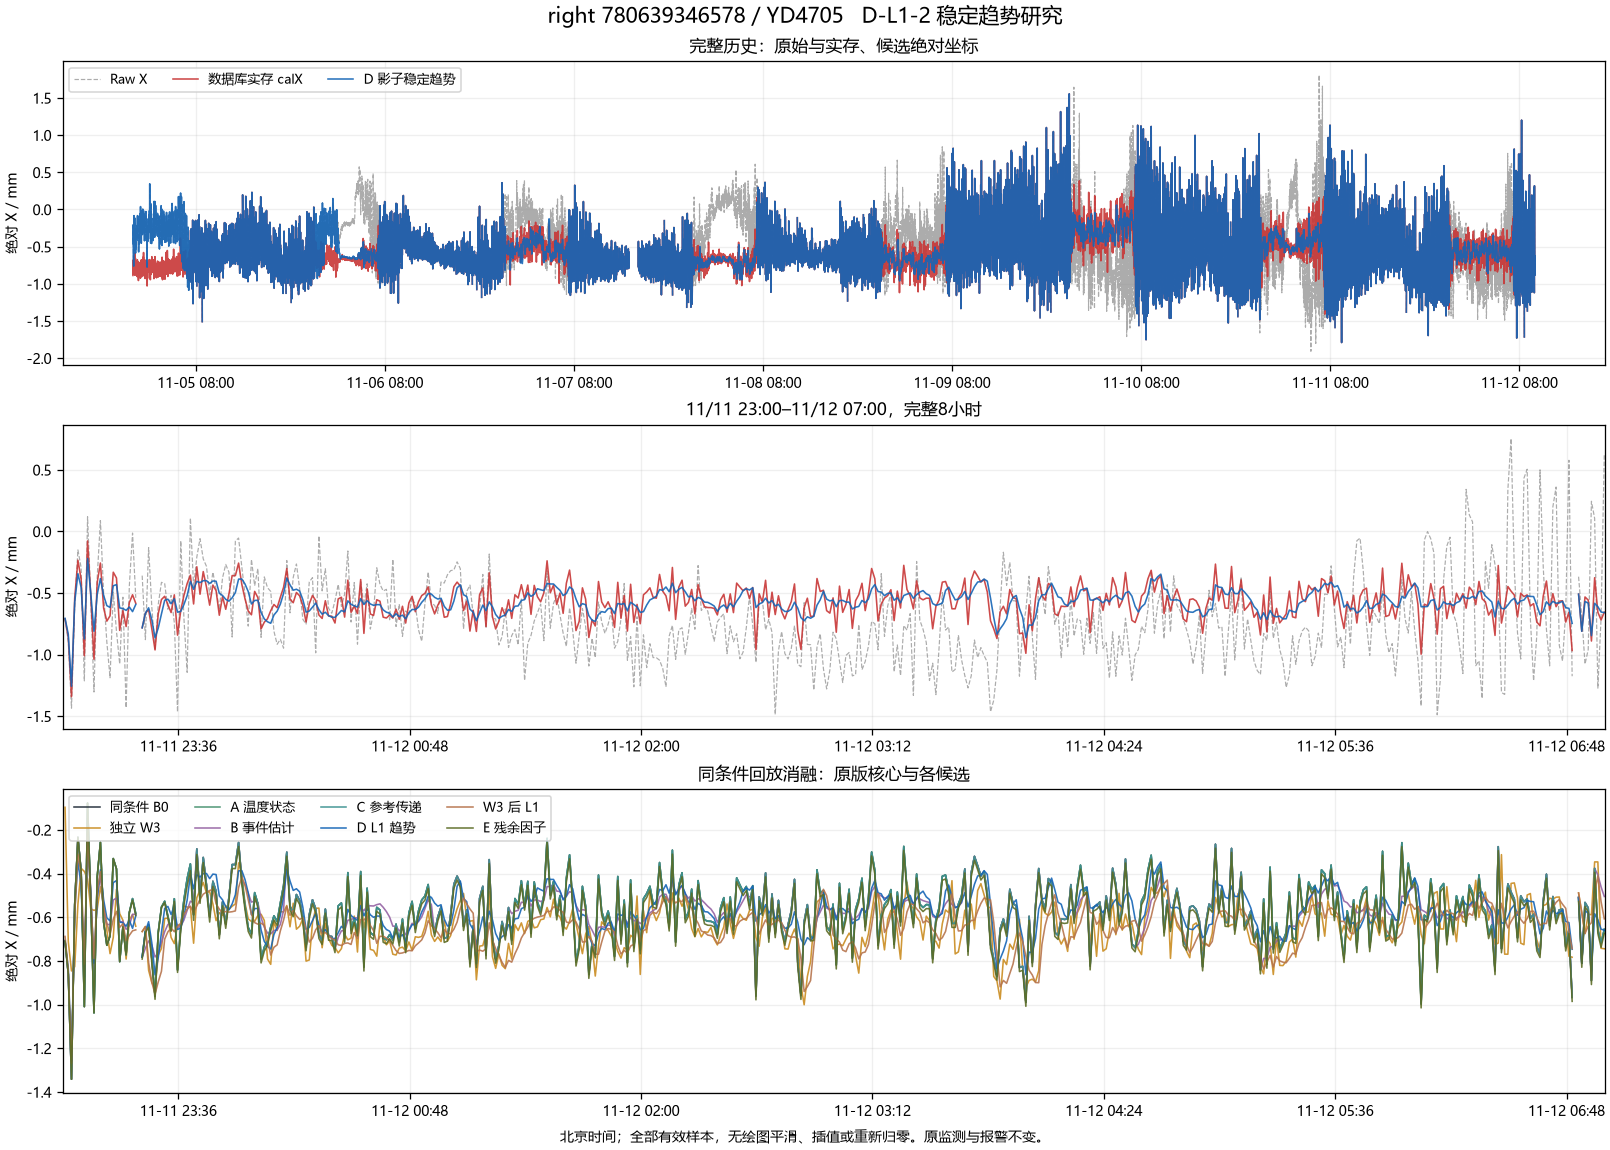 right 780639346578 / YD4705   D-L1-2 稳定趋势研究
完整历史：原始与实存、候选绝对坐标
Raw X
数据库实存 calX
D 影子稳定趋势
绝对 X / mm
1.5
1.0
0.5
0.0
-0.5
-1.0
-1.5
-2.0
11-05 08:00
11-06 08:00
11-07 08:00
11-08 08:00
11-09 08:00
11-10 08:00
11-11 08:00
11-12 08:00
11/11 23:00–11/12 07:00，完整8小时
绝对 X / mm
0.5
0.0
-0.5
-1.0
-1.5
11-11 23:36
11-12 00:48
11-12 02:00
11-12 03:12
11-12 04:24
11-12 05:36
11-12 06:48
同条件回放消融：原版核心与各候选
同条件 B0
A 温度状态
C 参考传递
W3 后 L1
独立 W3
B 事件估计
D L1 趋势
E 残余因子
绝对 X / mm
-0.2
-0.4
-0.6
-0.8
-1.0
-1.2
-1.4
11-11 23:36
11-12 00:48
11-12 02:00
11-12 03:12
11-12 04:24
11-12 05:36
11-12 06:48
北京时间；全部有效样本，无绘图平滑、插值或重新归零。原监测与报警不变。